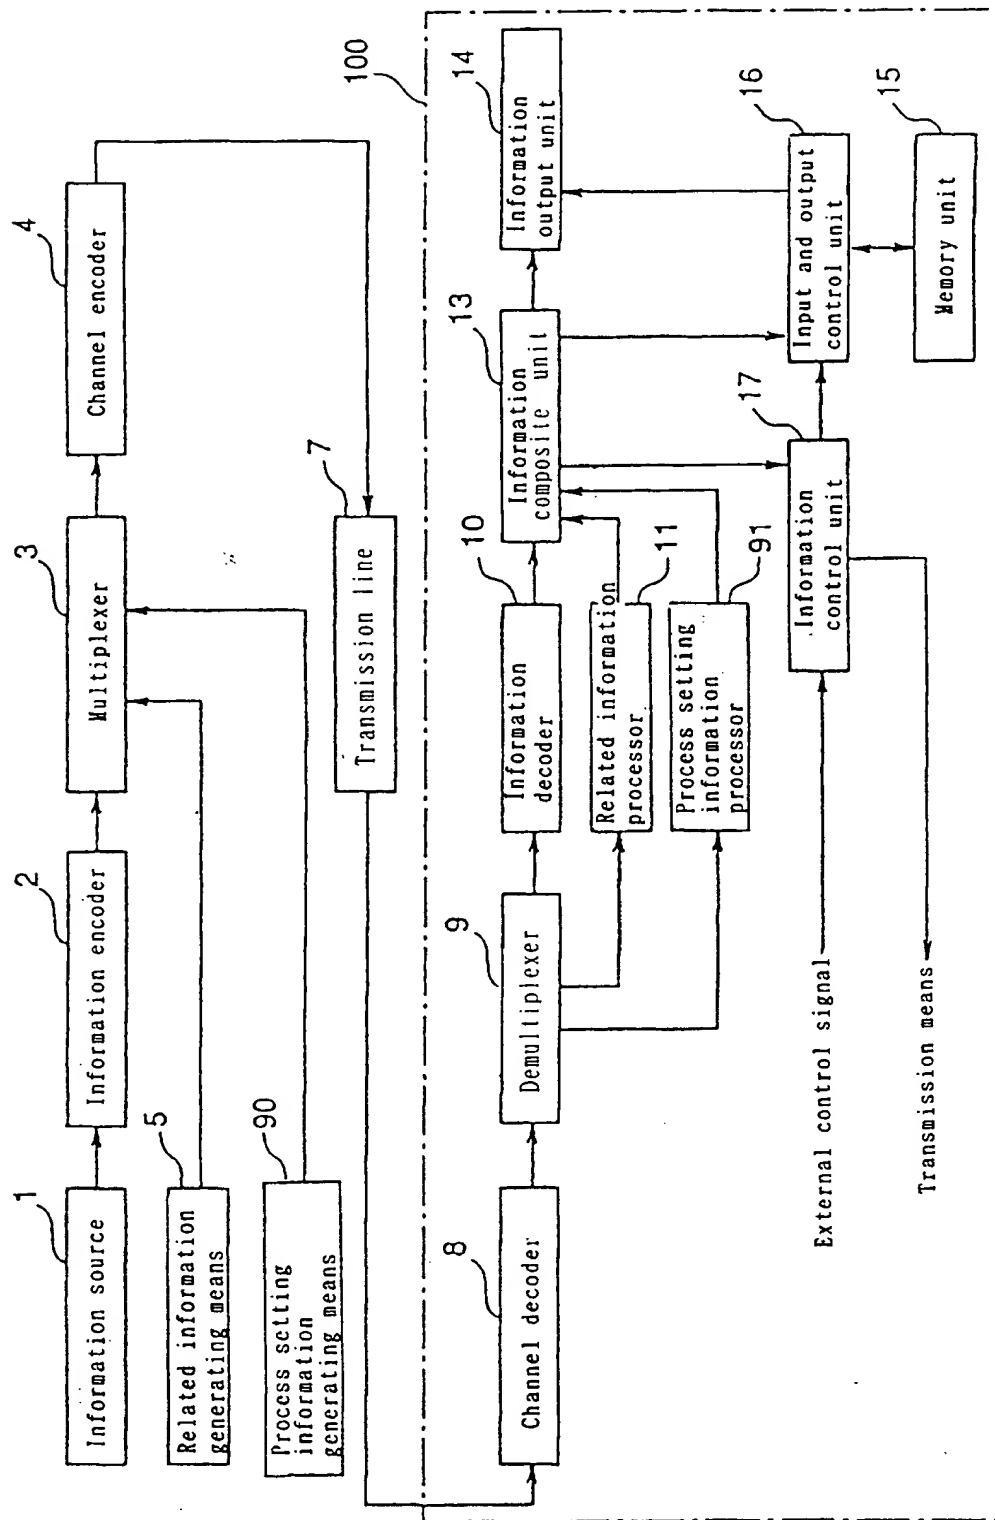 1
Information source
2
Information encoder
3
Multiplexer
4
Channel encoder
5
Related information
generating means
90
Process setting
information
generating means
7
Transmission line
100
8
Channel decoder
9
Demultiplexer
10
Information
decoder
11
Related information
processor
91
Process setting
information
processor
13
Information
composite unit
14
Information
output unit
17
Information
control unit
16
Input and output
control unit
15
Memory unit
External control signal
Transmission means